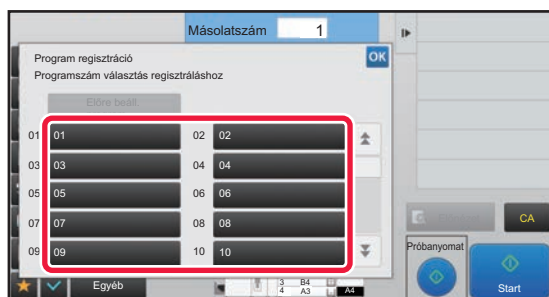 Másolatszám 1
Program regisztráció
OK
Programszám választás regisztráláshoz
Előre beáll.
01 01 02 02
03 03 04 04
05 05 06 06
07 07 08 08
09 09 10 10
CA
Próbanyomat
Start
Egyéb
3 B4
4 A3 A4